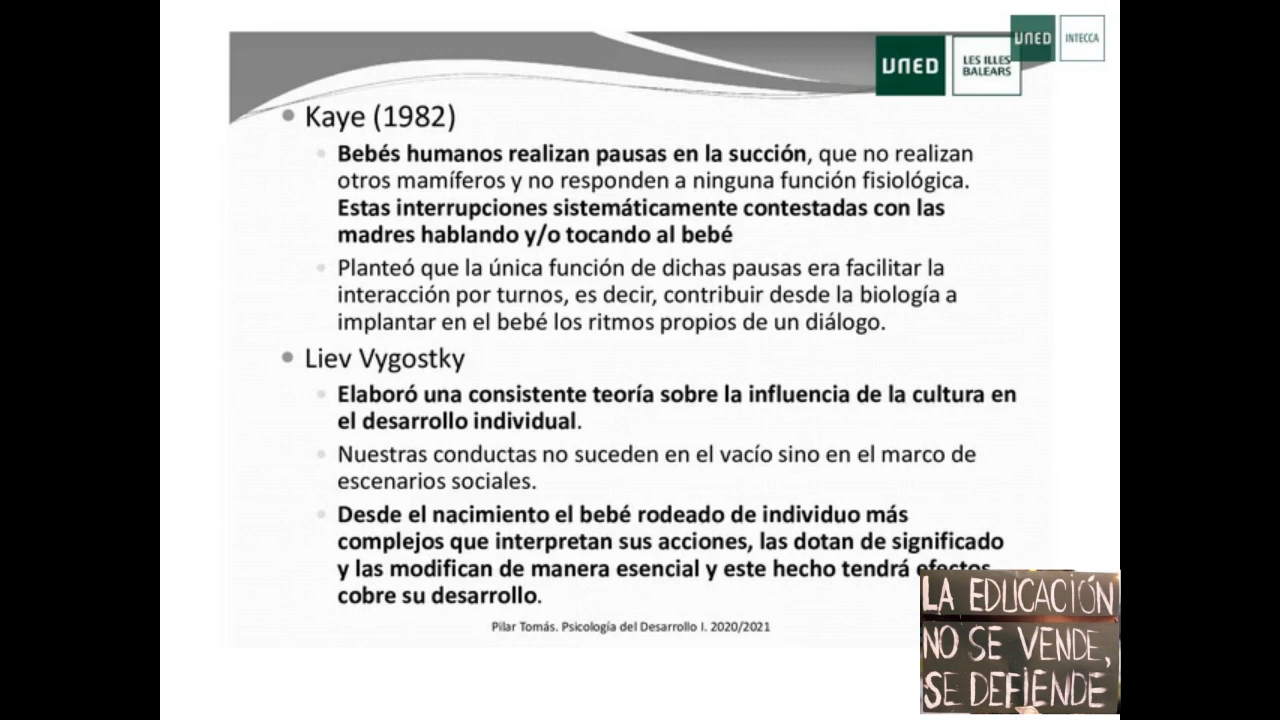 UNED
INTECCA
UNED
LES ILLES
BALEARS
Kaye (1982)
Bebés humanos realizan pausas en la succión, que no realizan
otros mamíferos y no responden a ninguna función fisiológica.
Estas interrupciones sistemáticamente contestadas con las
madres hablando y/o tocando al bebé
Planteó que la única función de dichas pausas era facilitar la
interacción por turnos, es decir, contribuir desde la biología a
implantar en el bebé los ritmos propios de un diálogo.
Liev Vygostky
Elaboró una consistente teoría sobre la influencia de la cultura en
el desarrollo individual.
Nuestras conductas no suceden en el vacío sino en el marco de
escenarios sociales.
Desde el nacimiento el bebé rodeado de individuo más
complejos que interpretan sus acciones, las dotan de significado
y las modifican de manera esencial y este hecho tendrá efectos
cobre su desarrollo.
Pilar Tomás. Psicología del Desarrollo I. 2020/2021
LA EDUCACIÓN
NO SE VENDE,
SE DEFIENDE